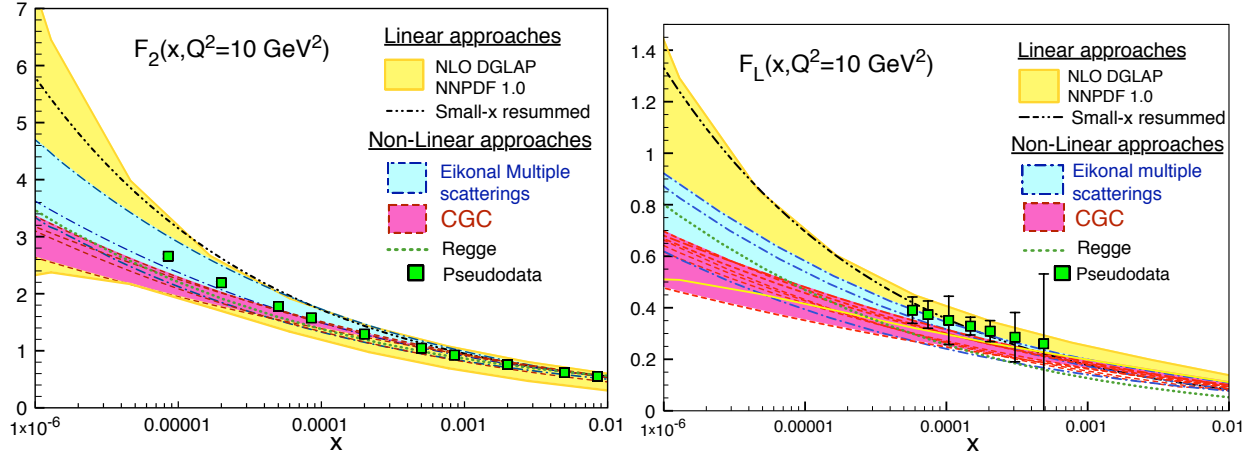 7
6
5
4
3
2
1
0
F2(x,Q²=10 GeV²)
Linear approaches
NLO DGLAP
NNPDF 1.0
Small-x resummed
Non-Linear approaches
Eikonal Multiple
scatterings
CGC
Regge
Pseudodata
1×10⁻⁶ 0.00001 0.0001 0.001 0.01
x
1.4
1.2
1
0.8
0.6
0.4
0.2
0
FL(x,Q²=10 GeV²)
Linear approaches
NLO DGLAP
NNPDF 1.0
Small-x resummed
Non-Linear approaches
Eikonal multiple
scatterings
CGC
Regge
Pseudodata
1×10⁻⁶ 0.00001 0.0001 0.001 0.01
x